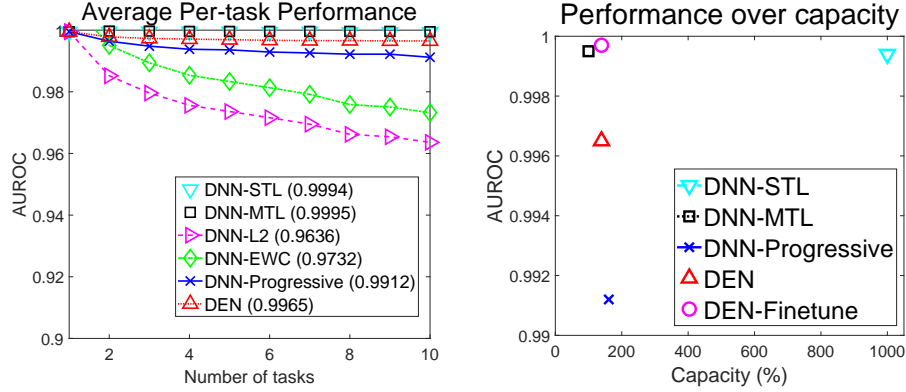 Average Per-task Performance
1
0.98
0.96
0.94
0.92
0.9
AUROC
DNN-STL (0.9994)
DNN-MTL (0.9995)
DNN-L2 (0.9636)
DNN-EWC (0.9732)
DNN-Progressive (0.9912)
DEN (0.9965)
2 4 6 8 10
Number of tasks
Performance over capacity
1
0.998
0.996
0.994
0.992
0.99
AUROC
DNN-STL
DNN-MTL
DNN-Progressive
DEN
DEN-Finetune
0 200 400 600 800 1000
Capacity (%)